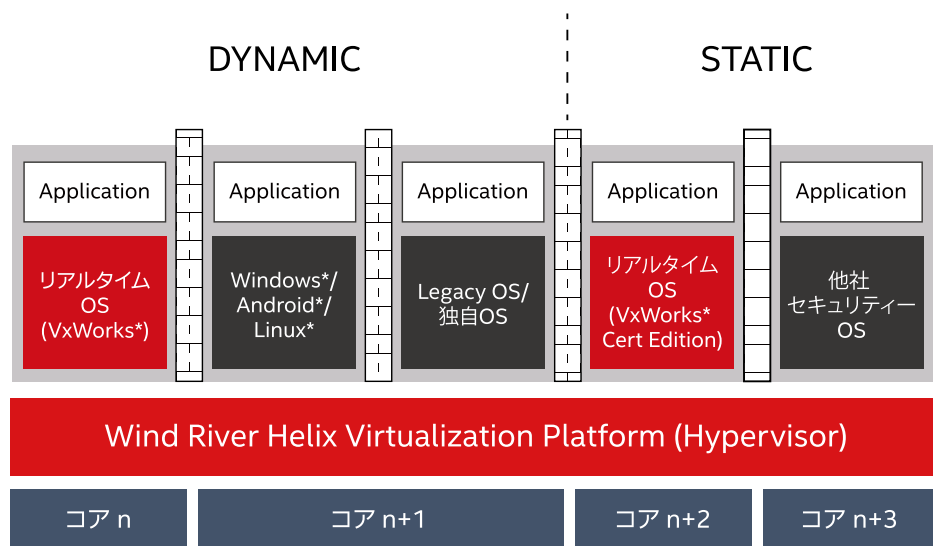 DYNAMIC
STATIC
Application
Application
Application
Application
Application
リアルタイム
OS
(VxWorks*)
Windows*/
Android*/
Linux*
Legacy OS/
独自OS
リアルタイム
OS
(VxWorks*
Cert Edition)
他社
セキュリティー
OS
Wind River Helix Virtualization Platform (Hypervisor)
コア n
コア n+1
コア n+2
コア n+3